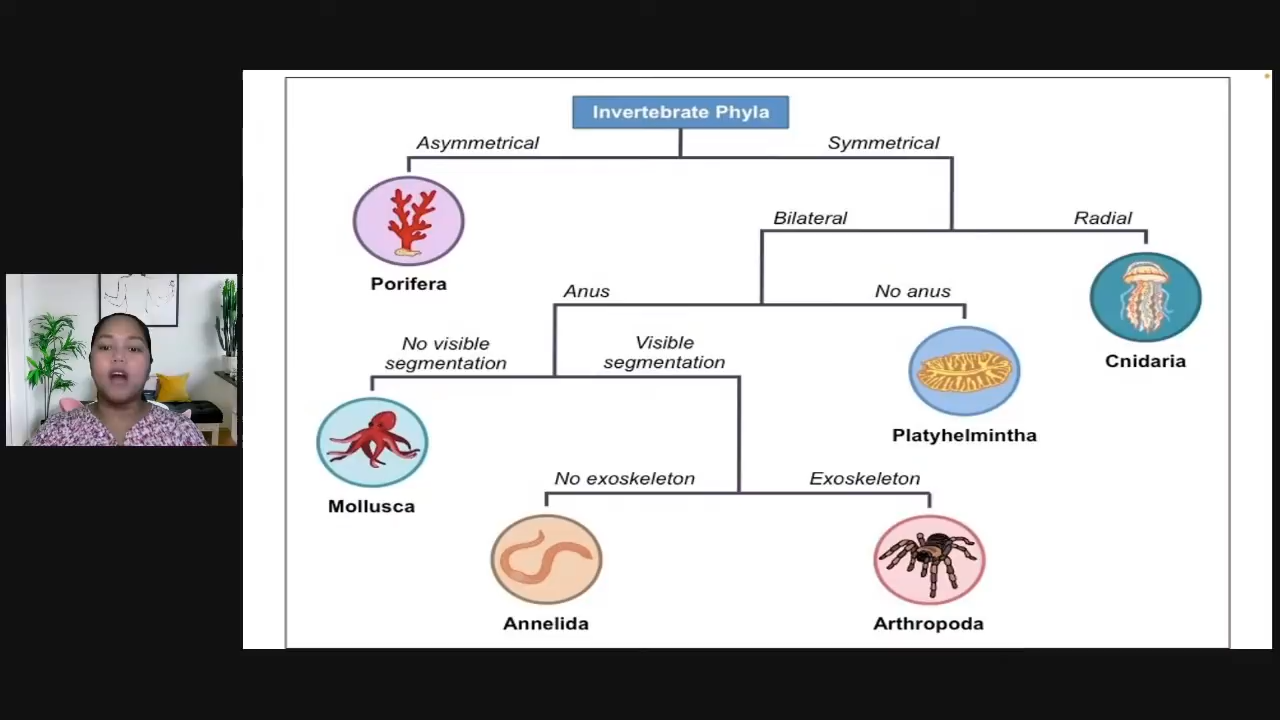 Invertebrate Phyla
Asymmetrical
Symmetrical
Bilateral
Radial
Porifera
Anus
No anus
Cnidaria
No visible
segmentation
Visible
segmentation
Platyhelmintha
Mollusca
No exoskeleton
Exoskeleton
Annelida
Arthropoda